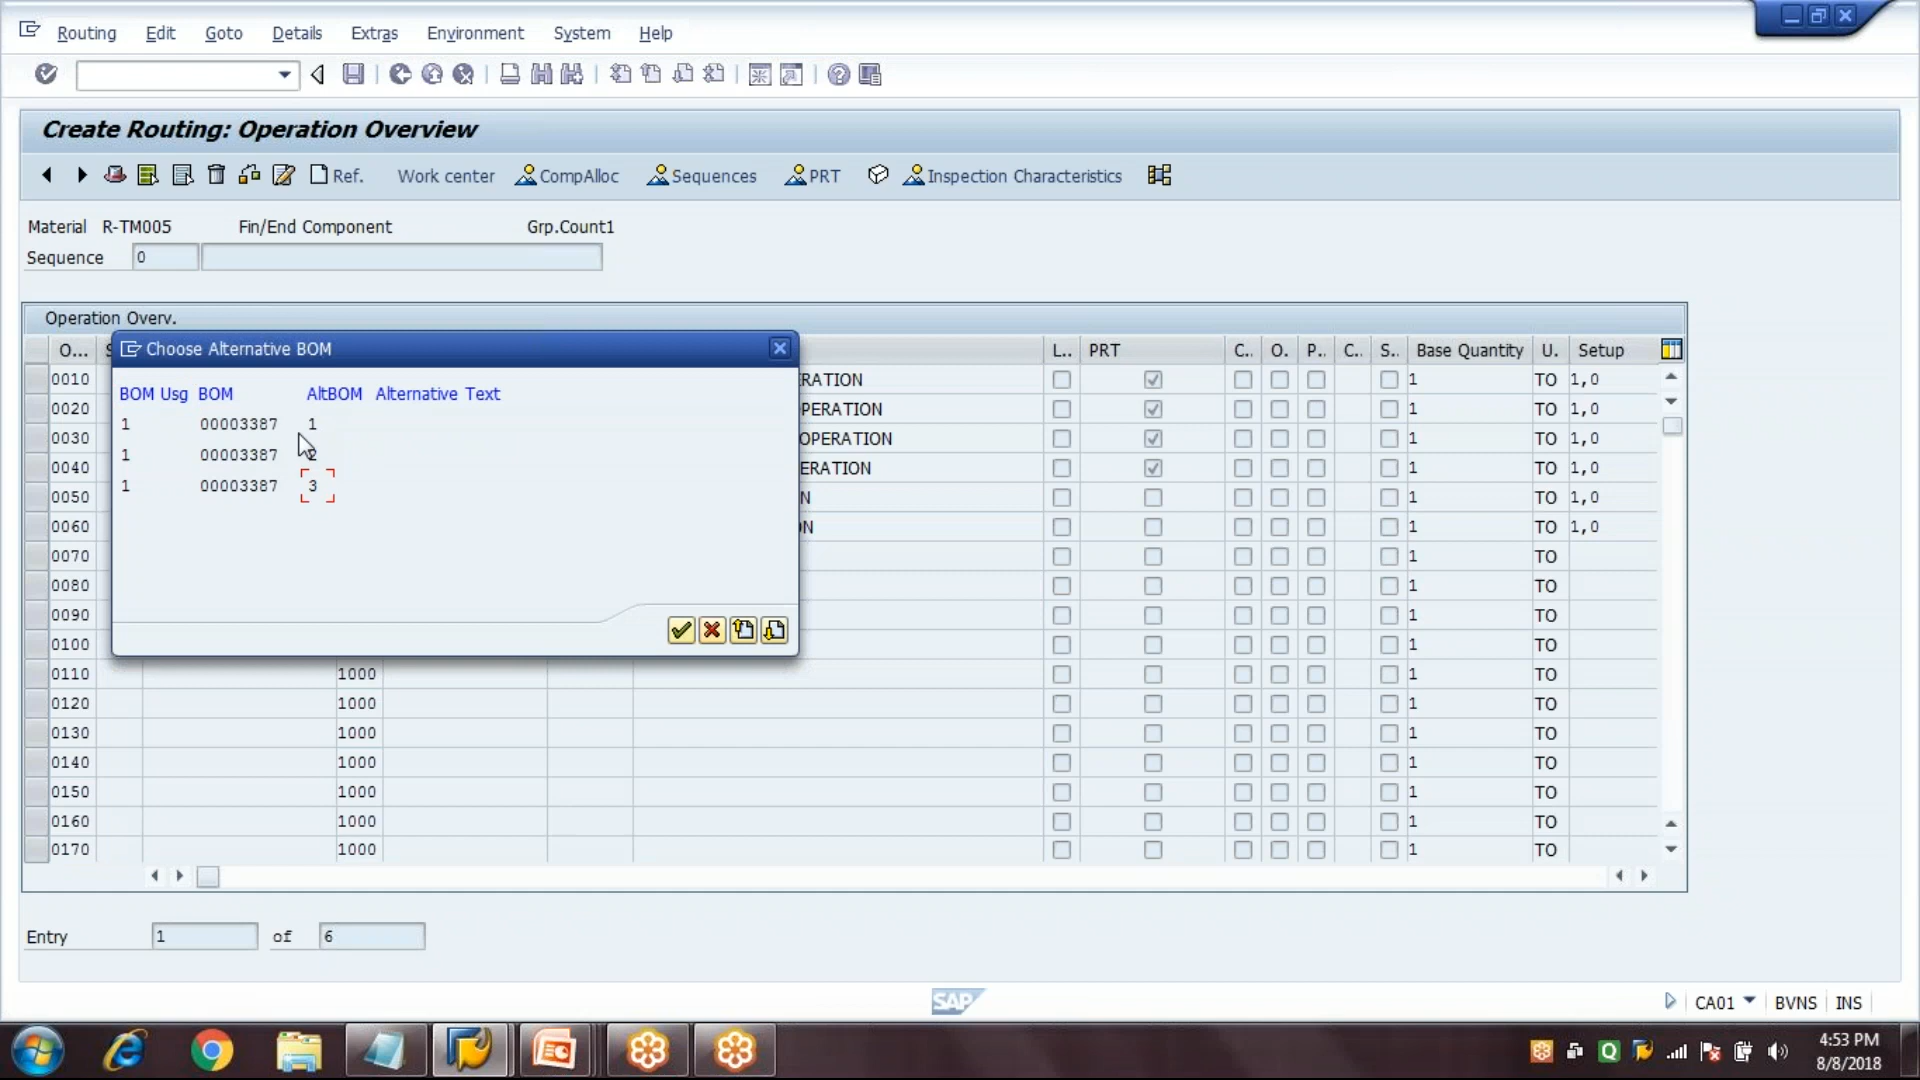 Routing Edit Goto Details Extras Environment System Help
Create Routing: Operation Overview
Ref. Work center CompAlloc Sequences PRT Inspection Characteristics
Material R-TM005 Fin/End Component Grp.Count1
Sequence 0
Operation Overv.
O... S L.. PRT C.. O. P.. C.. S.. Base Quantity U. Setup
Choose Alternative BOM
BOM Usg BOM AltBOM Alternative Text
1 00003387 1
1 00003387 2
1 00003387 3
0010 RATION 1 TO 1,0
0020 PERATION 1 TO 1,0
0030 OPERATION 1 TO 1,0
0040 ERATION 1 TO 1,0
0050 N 1 TO 1,0
0060 ON 1 TO 1,0
0070 1 TO
0080 1 TO
0090 1 TO
0100 1 TO
0110 1000 1 TO
0120 1000 1 TO
0130 1000 1 TO
0140 1000 1 TO
0150 1000 1 TO
0160 1000 1 TO
0170 1000 1 TO
Entry 1 of 6
SAP
CA01 BVNS INS
4:53 PM
8/8/2018